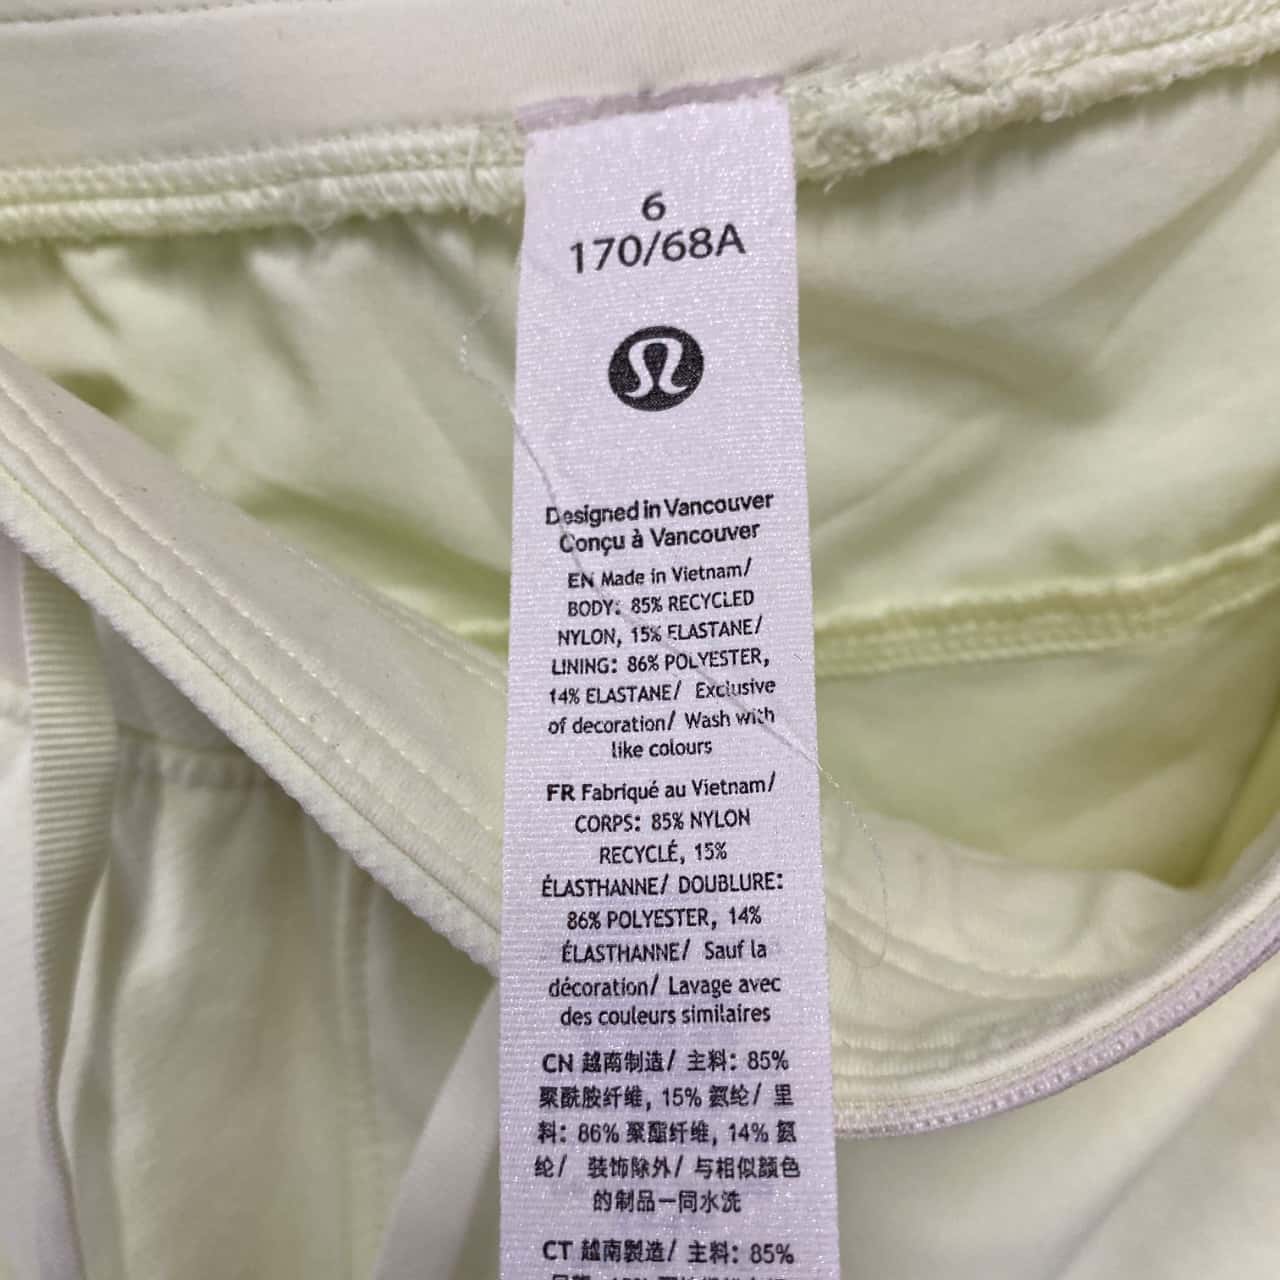 6
170/68A
Designed in Vancouver
Conçu à Vancouver
EN Made in Vietnam/
BODY: 85% RECYCLED
NYLON, 15% ELASTANE/
LINING: 86% POLYESTER,
14% ELASTANE/ Exclusive
of decoration/ Wash with
like colours
FR Fabriqué au Vietnam/
CORPS: 85% NYLON
RECYCLÉ, 15%
ÉLASTHANNE/ DOUBLURE:
86% POLYESTER, 14%
ÉLASTHANNE/ Sauf la
décoration/ Lavage avec
des couleurs similaires
CN 越南制造/ 主料: 85%
聚酰胺纤维, 15% 氨纶/ 里
料: 86% 聚酯纤维, 14% 氨
纶/ 装饰除外/ 与相似颜色
的制品一同水洗
CT 越南製造/ 主料: 85%